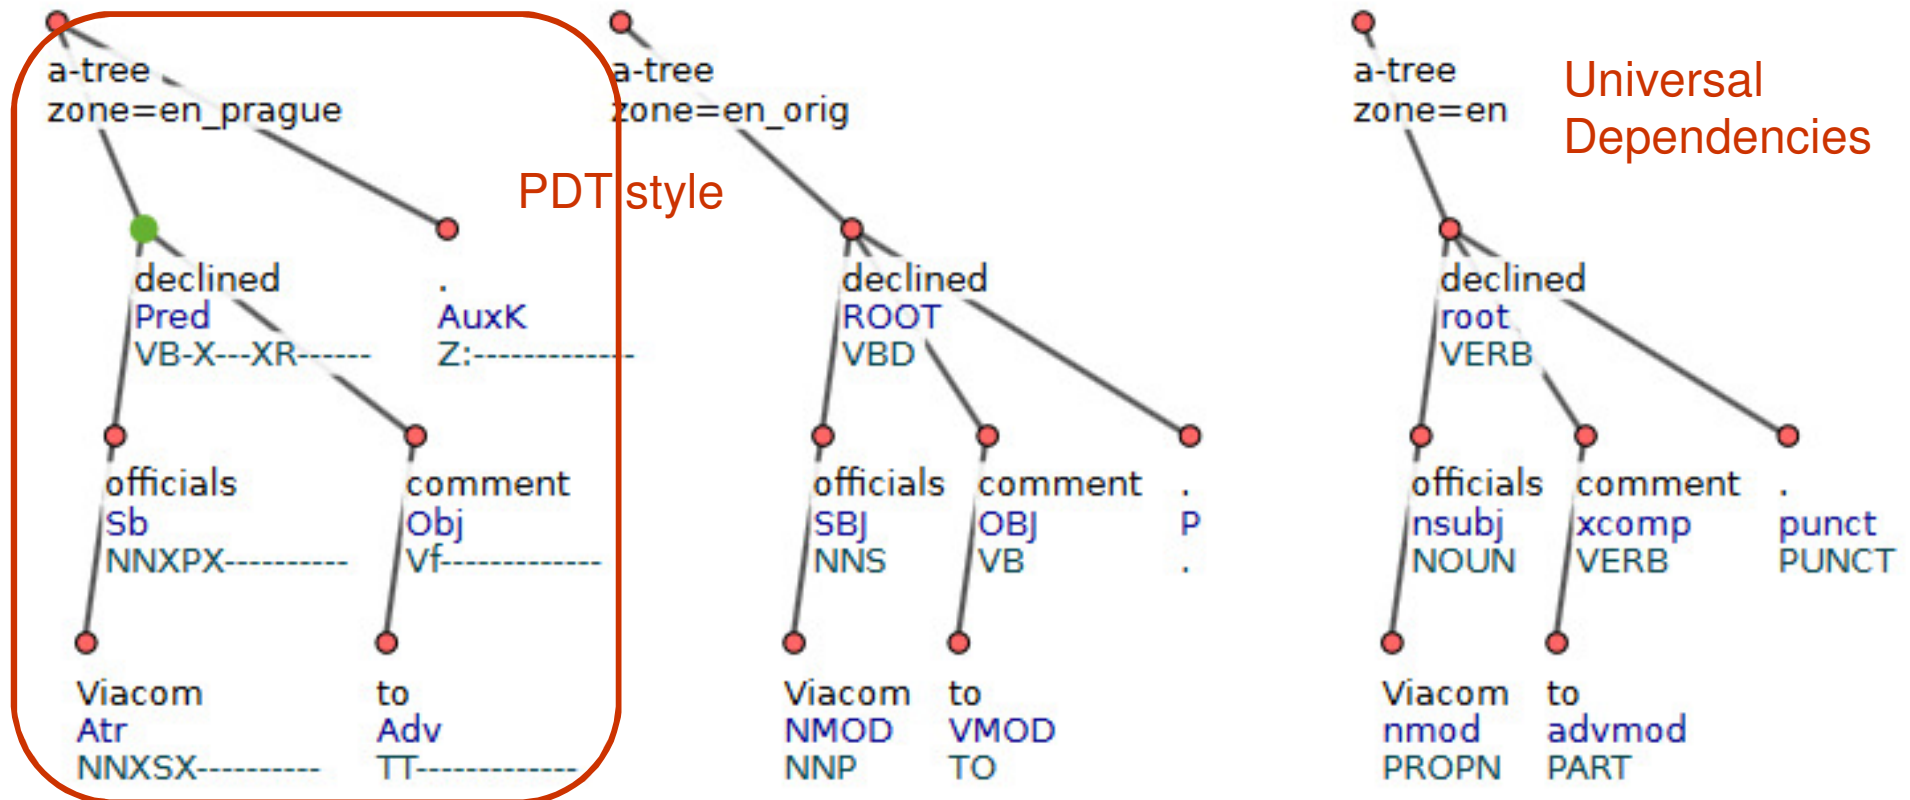 a-tree
zone=en_prague
declined
Pred
VB-X---XR------
.
AuxK
Z:-------------
officials
Sb
NNXPX----------
comment
Obj
Vf-------------
Viacom
Atr
NNXSX----------
to
Adv
TT-------------
PDT style
a-tree
zone=en_orig
declined
ROOT
VBD
officials
SBJ
NNS
comment
OBJ
VB
.
P
.
Viacom
NMOD
NNP
to
VMOD
TO
a-tree
zone=en
Universal
Dependencies
declined
root
VERB
officials
nsubj
NOUN
comment
xcomp
VERB
.
punct
PUNCT
Viacom
nmod
PROPN
to
advmod
PART